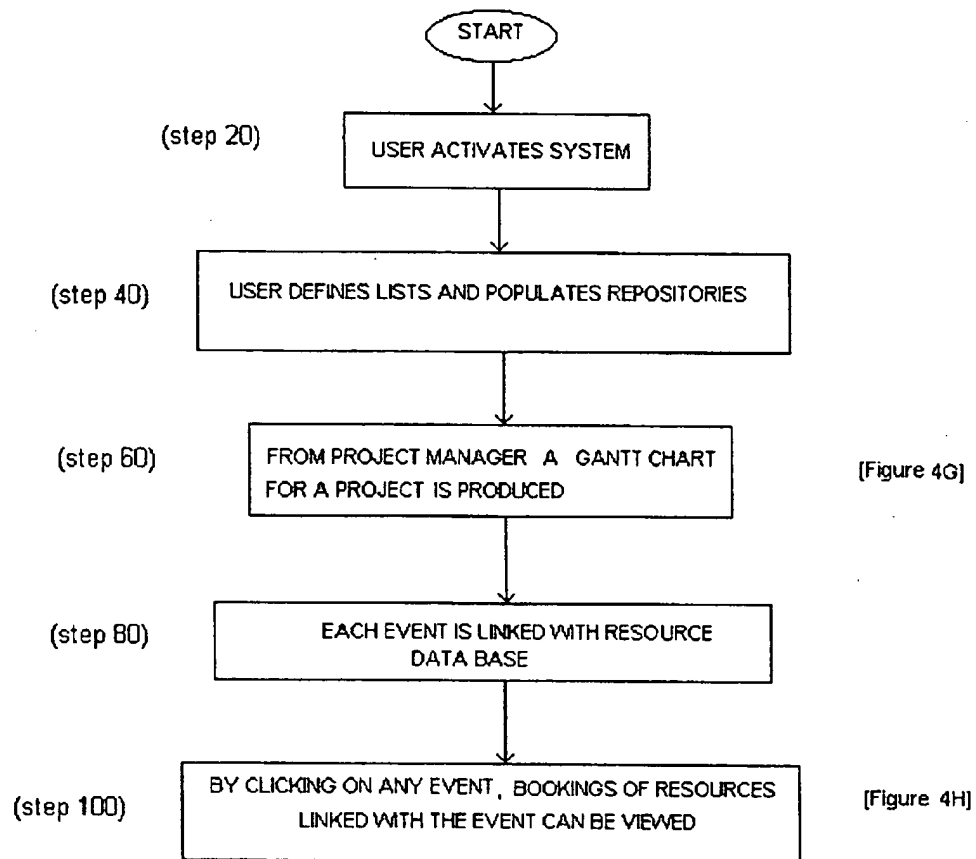 START
(step 20)
USER ACTIVATES SYSTEM
(step 40)
USER DEFINES LISTS AND POPULATES REPOSITORIES
(step 60)
FROM PROJECT MANAGER A GANTT CHART
FOR A PROJECT IS PRODUCED
[Figure 4G]
(step 80)
EACH EVENT IS LINKED WITH RESOURCE
DATA BASE
(step 100)
BY CLICKING ON ANY EVENT, BOOKINGS OF RESOURCES
LINKED WITH THE EVENT CAN BE VIEWED
[Figure 4H]